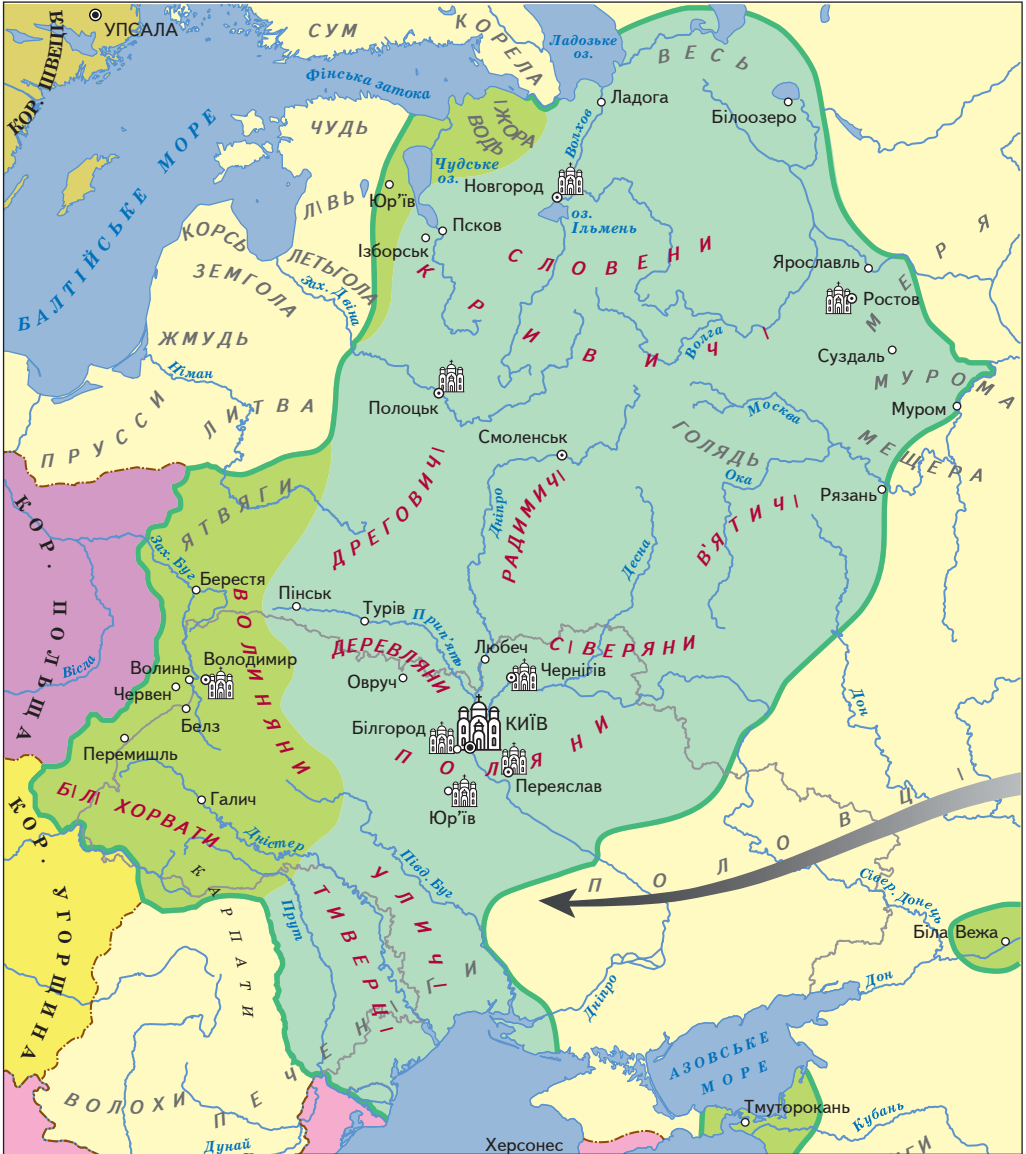 УПСАЛА
КОР. ШВЕЦІЯ
СУМ
КОРЕЛА
Ладозьке
оз.
ВЕСЬ
Фінська затока
Ладога
Білоозеро
БАЛТІЙСЬКЕ МОРЕ
ЧУДЬ
ІЖОРА
ВОДЬ
Волхов
Чудське
оз.
Новгород
Юр'їв
ЛІВЬ
оз.
Ільмень
Псков
Ізборськ
КОРСЬ
ЛЕТЬГОЛА
ЗЕМГОЛА
Зах. Двіна
СЛОВЕНИ
КРИВИЧІ
Ярославль
МЕРЯ
Ростов
Волга
Суздаль
ЖМУДЬ
Німан
МУРОМА
Муром
Полоцьк
ЛИТВА
ПРУССИ
Москва
Смоленськ
ГОЛЯДЬ
МЕЩЕРА
Ока
Рязань
КОР. ПОЛЬЩА
ЯТВЯГИ
ДРЕГОВИЧІ
Дніпро
РАДИМИЧІ
В'ЯТИЧІ
Десна
Зах. Буг
Берестя
Пінськ
Турів
Прип'ять
ВОЛИНЯНИ
ДЕРЕВЛЯНИ
Любеч
СІВЕРЯНИ
Чернігів
Вісла
Волинь
Володимир
Червен
Овруч
Белз
Дон
Білгород
КИЇВ
Перемишль
ПОЛЯНИ
Переяслав
Юр'їв
БІЛІ ХОРВАТИ
Галич
КОР. УГОРЩИНА
Дністер
Півд. Буг
ПОЛОВЦІ
КАРПАТИ
Прут
ТИВЕРЦІ
УЛИЧІ
Сівер. Донець
Біла Вежа
Дніпро
Дон
ПЕЧЕНІГИ
АЗОВСЬКЕ
МОРЕ
ВОЛОХИ
Тмуторокань
Кубань
Дунай
Херсонес